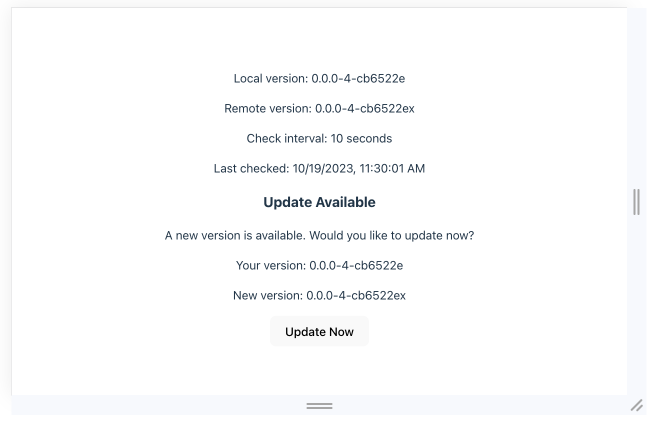 Local version: 0.0.0-4-cb6522e
Remote version: 0.0.0-4-cb6522ex
Check interval: 10 seconds
Last checked: 10/19/2023, 11:30:01 AM
Update Available
A new version is available. Would you like to update now?
Your version: 0.0.0-4-cb6522e
New version: 0.0.0-4-cb6522ex
Update Now